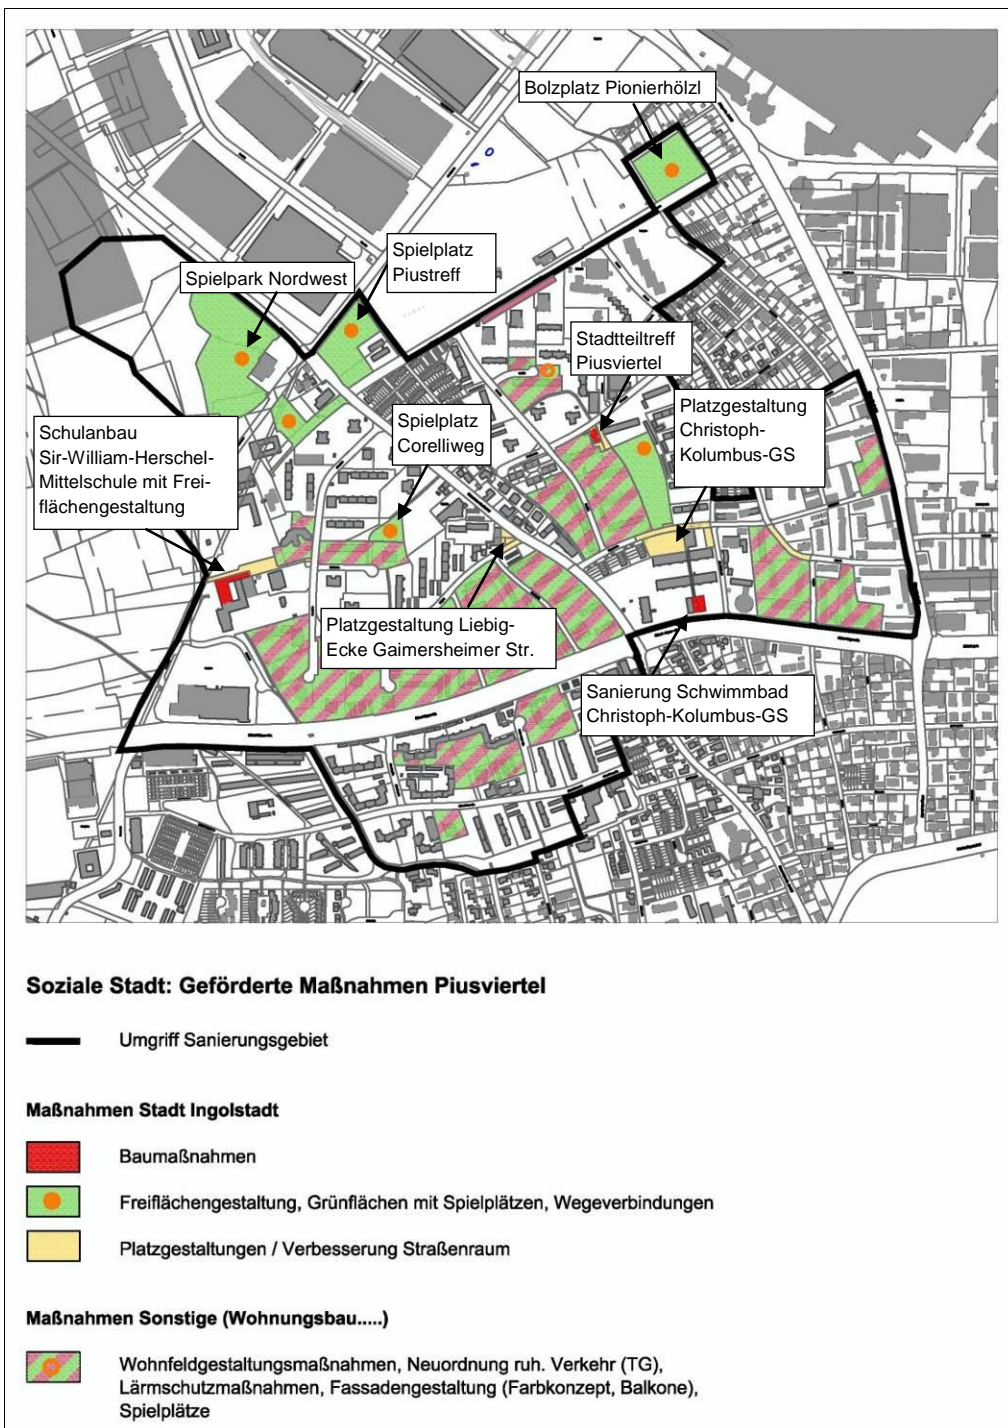 Bolzplatz Pionierhölzl
Spielplatz
Piustreff
Spielpark Nordwest
Stadtteiltreff
Piusviertel
Platzgestaltung
Christoph-
Kolumbus-GS
Spielplatz
Corelliweg
Schulanbau
Sir-William-Herschel-
Mittelschule mit Frei-
flächengestaltung
Platzgestaltung Liebig-
Ecke Gaimersheimer Str.
Sanierung Schwimmbad
Christoph-Kolumbus-GS
Soziale Stadt: Geförderte Maßnahmen Piusviertel
Umgriff Sanierungsgebiet
Maßnahmen Stadt Ingolstadt
Baumaßnahmen
Freiflächengestaltung, Grünflächen mit Spielplätzen, Wegeverbindungen
Platzgestaltungen / Verbesserung Straßenraum
Maßnahmen Sonstige (Wohnungsbau.....)
Wohnfeldgestaltungsmaßnahmen, Neuordnung ruh. Verkehr (TG),
Lärmschutzmaßnahmen, Fassadengestaltung (Farbkonzept, Balkone),
Spielplätze